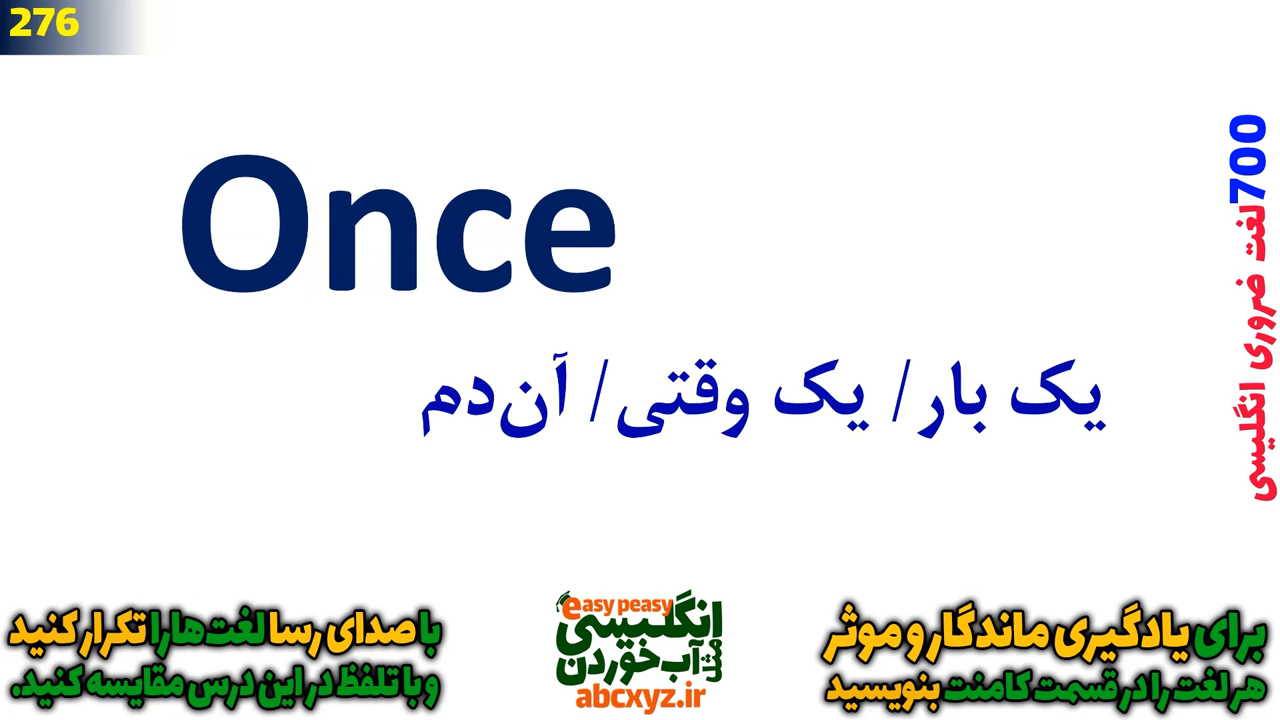 276
Once
یک بار/ یک وقتی/ آن‌دم
700 لغت ضروری انگلیسی
برای یادگیری ماندگار و موثر
هر لغت را در قسمت کامنت بنویسید
easy peasy
انگلیسی
مثل آب خوردن
abcxyz.ir
با صدای رسا لغت‌ها را تکرار کنید
و با تلفظ در این درس مقایسه کنید.